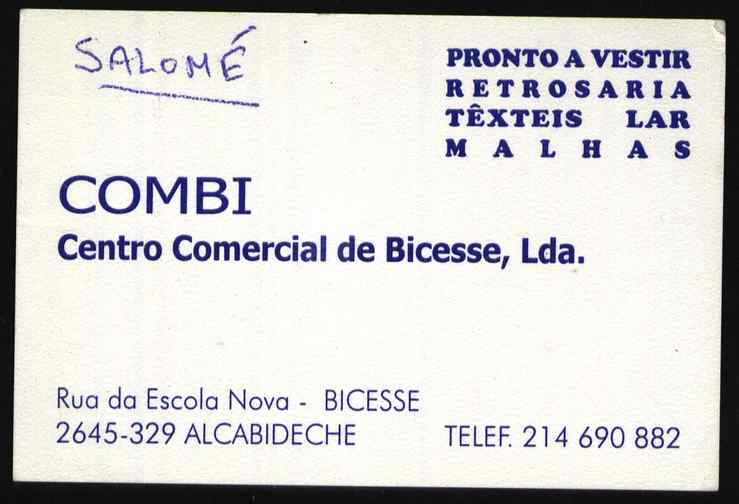 SALOMÉ
PRONTO A VESTIR
RETROSARIA
TÊXTEIS LAR
MALHAS
COMBI
Centro Comercial de Bicesse, Lda.
Rua da Escola Nova - BICESSE
2645-329 ALCABIDECHE
TELEF. 214 690 882